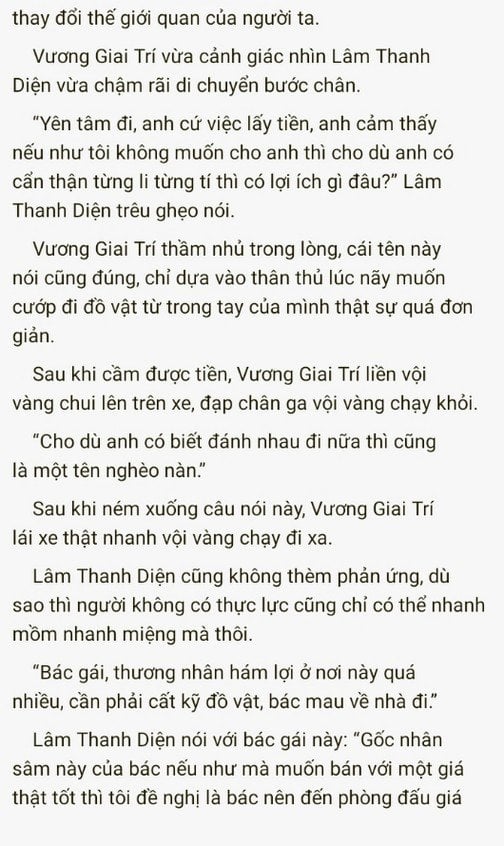 thay đổi thế giới quan của người ta.
Vương Giai Trí vừa cảnh giác nhìn Lâm Thanh
Diện vừa chậm rãi di chuyển bước chân.
“Yên tâm đi, anh cứ việc lấy tiền, anh cảm thấy
nếu như tôi không muốn cho anh thì cho dù anh có
cẩn thận từng li từng tí thì có lợi ích gì đâu?” Lâm
Thanh Diện trêu ghẹo nói.
Vương Giai Trí thầm nhủ trong lòng, cái tên này
nói cũng đúng, chỉ dựa vào thân thủ lúc nãy muốn
cướp đi đồ vật từ trong tay của mình thật sự quá đơn
giản.
Sau khi cầm được tiền, Vương Giai Trí liền vội
vàng chui lên trên xe, đạp chân ga vội vàng chạy khỏi.
“Cho dù anh có biết đánh nhau đi nữa thì cũng
là một tên nghèo nàn.”
Sau khi ném xuống câu nói này, Vương Giai Trí
lái xe thật nhanh vội vàng chạy đi xa.
Lâm Thanh Diện cũng không thèm phản ứng, dù
sao thì người không có thực lực cũng chỉ có thể nhanh
mồm nhanh miệng mà thôi.
“Bác gái, thương nhân hám lợi ở nơi này quá
nhiều, cần phải cất kỹ đồ vật, bác mau về nhà đi.”
Lâm Thanh Diện nói với bác gái này: “Gốc nhân
sâm này của bác nếu như mà muốn bán với một giá
thật tốt thì tôi đề nghị là bác nên đến phòng đấu giá